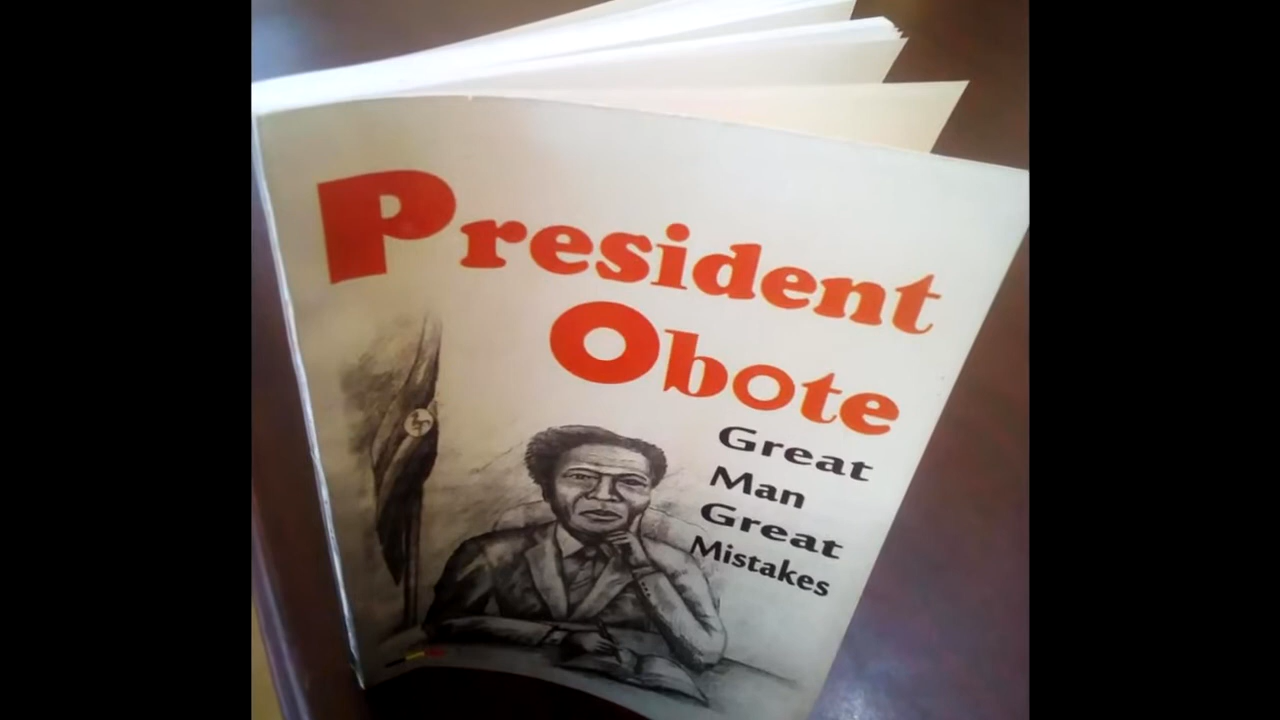 President
Obote
Great
Man
Great
Mistakes